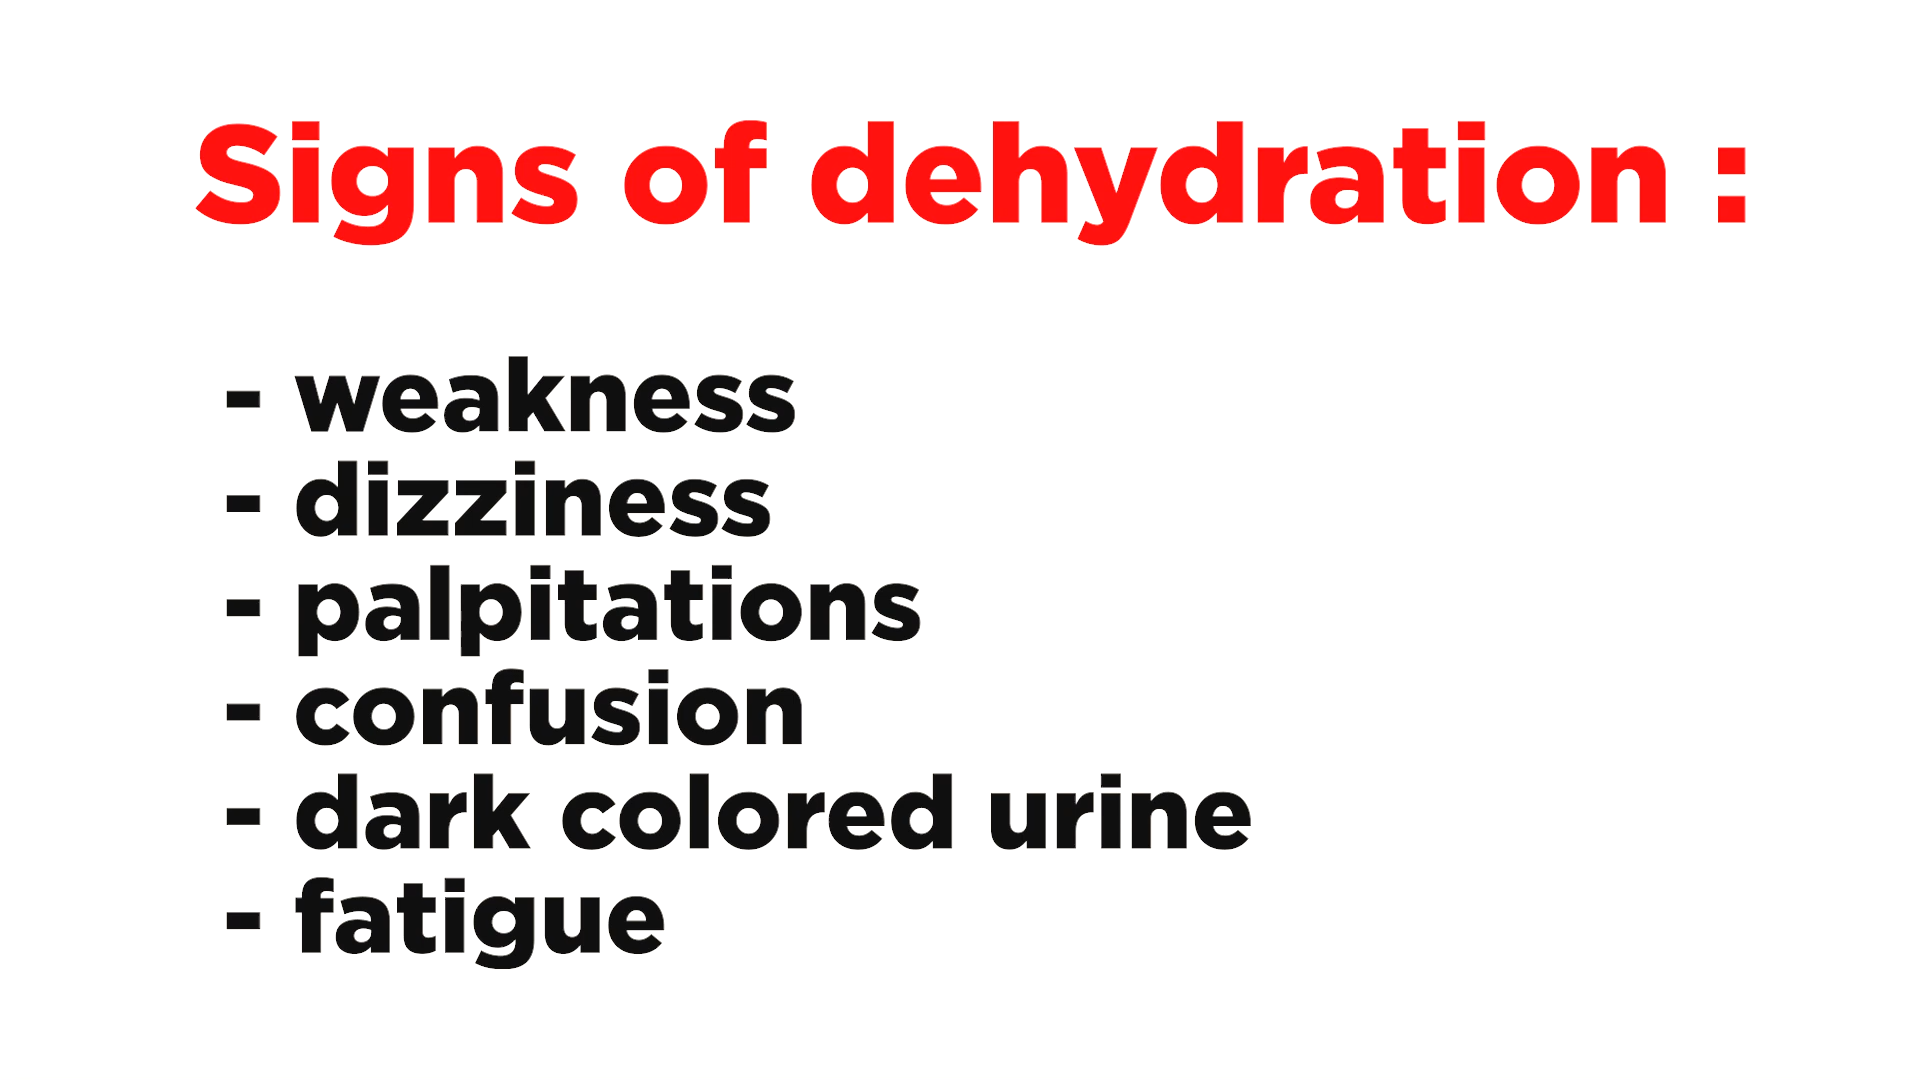 Signs of dehydration :
- weakness
- dizziness
- palpitations
- confusion
- dark colored urine
- fatigue